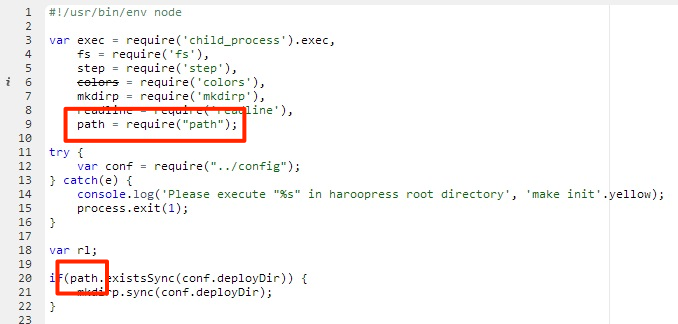 1 #!/usr/bin/env node
2
3 var exec = require('child_process').exec,
4 fs = require('fs'),
5 step = require('step'),
i 6 colors = require('colors'),
7 mkdirp = require('mkdirp'),
8 readline = require('readline'),
9 path = require("path");
10
11 try {
12 var conf = require("../config");
13 } catch(e) {
14 console.log('Please execute "%s" in haroopress root directory', 'make init'.yellow);
15 process.exit(1);
16 }
17
18 var rl;
19
20 if(path.existsSync(conf.deployDir)) {
21 mkdirp.sync(conf.deployDir);
22 }
23